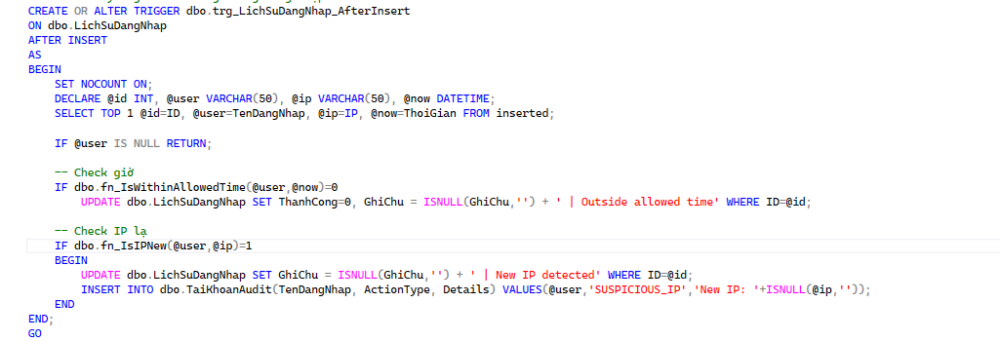 CREATE OR ALTER TRIGGER dbo.trg_LichSuDangNhap_AfterInsert
ON dbo.LichSuDangNhap
AFTER INSERT
AS
BEGIN
    SET NOCOUNT ON;
    DECLARE @id INT, @user VARCHAR(50), @ip VARCHAR(50), @now DATETIME;
    SELECT TOP 1 @id=ID, @user=TenDangNhap, @ip=IP, @now=ThoiGian FROM inserted;

    IF @user IS NULL RETURN;

    -- Check giờ
    IF dbo.fn_IsWithinAllowedTime(@user,@now)=0
        UPDATE dbo.LichSuDangNhap SET ThanhCong=0, GhiChu = ISNULL(GhiChu,'') + ' | Outside allowed time' WHERE ID=@id;

    -- Check IP lạ
    IF dbo.fn_IsIPNew(@user,@ip)=1
    BEGIN
        UPDATE dbo.LichSuDangNhap SET GhiChu = ISNULL(GhiChu,'') + ' | New IP detected' WHERE ID=@id;
        INSERT INTO dbo.TaiKhoanAudit(TenDangNhap, ActionType, Details) VALUES(@user,'SUSPICIOUS_IP','New IP: '+ISNULL(@ip,''));
    END
END;
GO